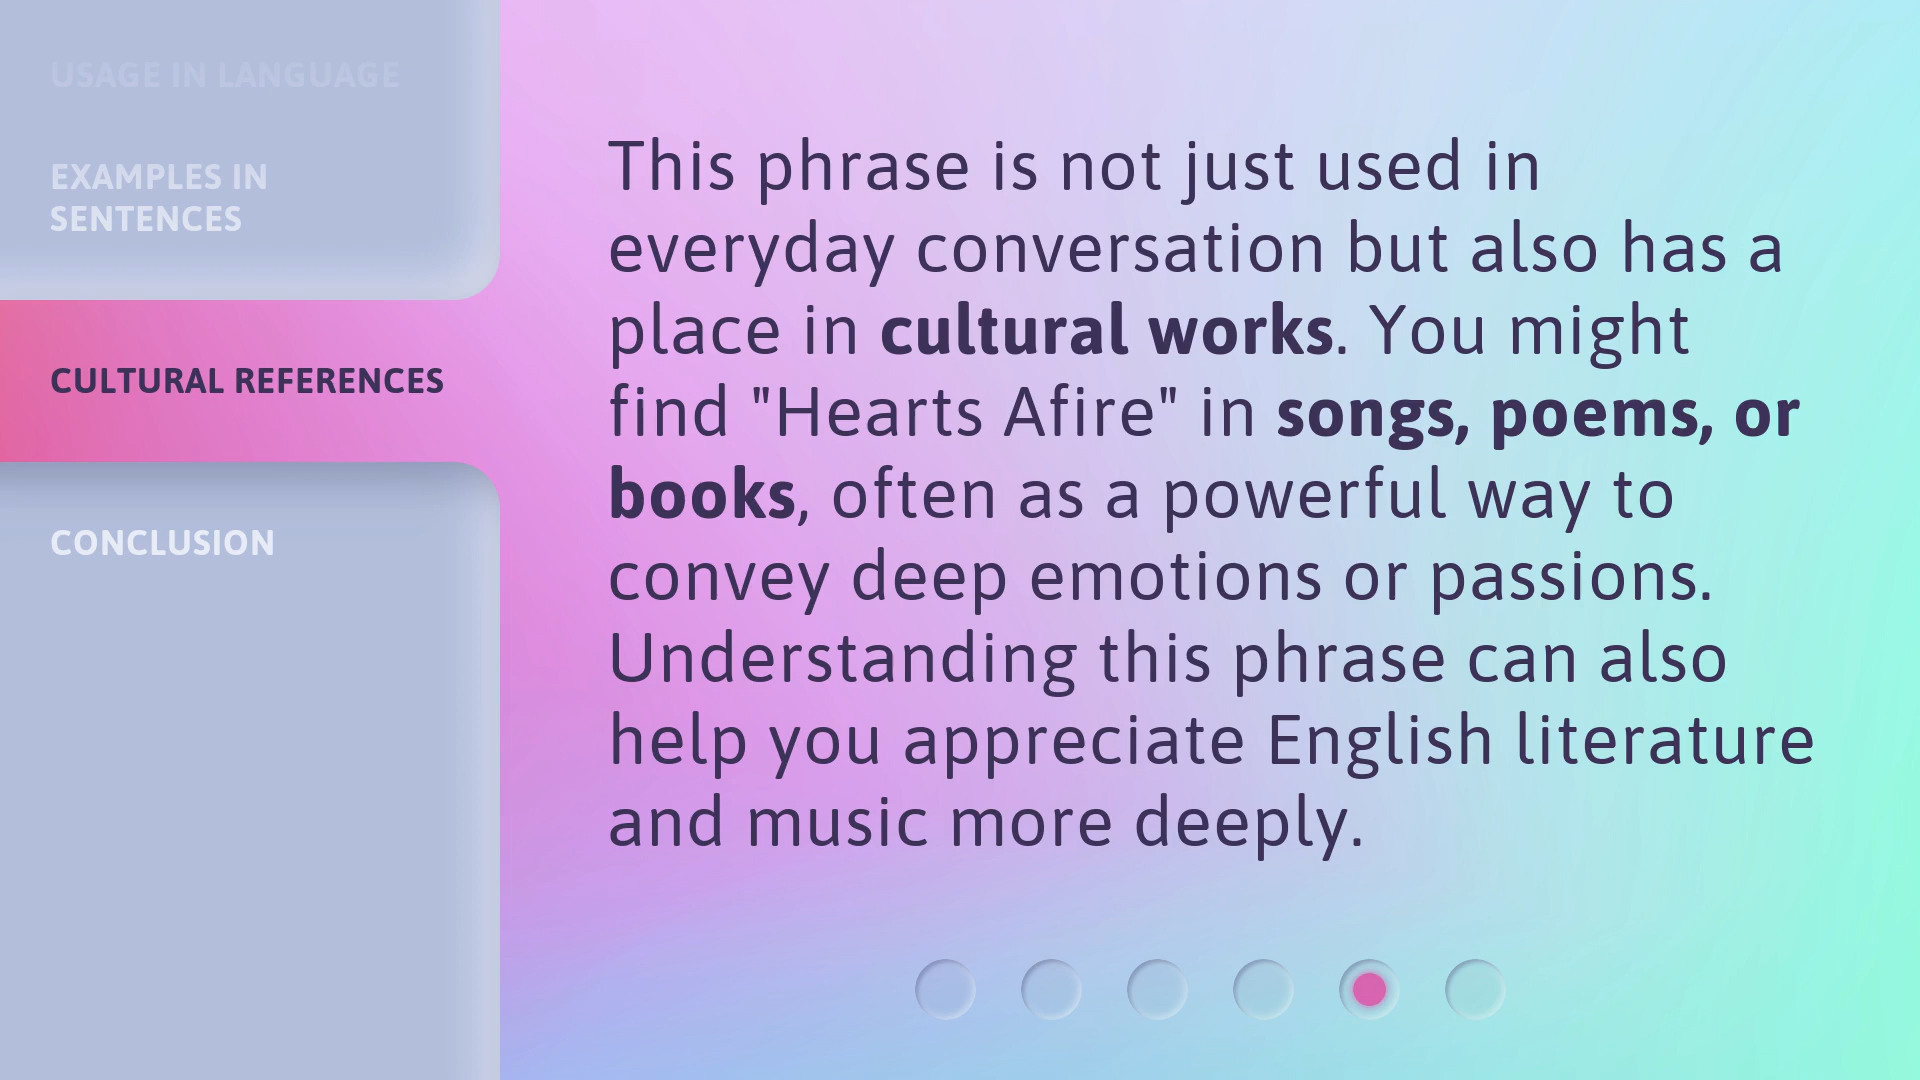 USAGE IN LANGUAGE
EXAMPLES IN
SENTENCES
CULTURAL REFERENCES
CONCLUSION
This phrase is not just used in
everyday conversation but also has a
place in cultural works. You might
find "Hearts Afire" in songs, poems, or
books, often as a powerful way to
convey deep emotions or passions.
Understanding this phrase can also
help you appreciate English literature
and music more deeply.